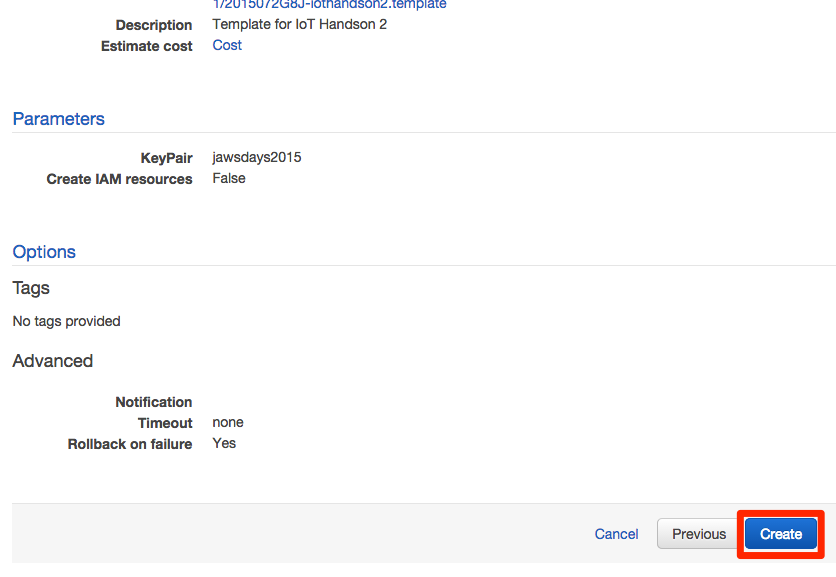 1/2015072G8J-iothandson2.template
Description Template for IoT Handson 2
Estimate cost Cost
Parameters
KeyPair jawsdays2015
Create IAM resources False
Options
Tags
No tags provided
Advanced
Notification
Timeout none
Rollback on failure Yes
Cancel Previous Create